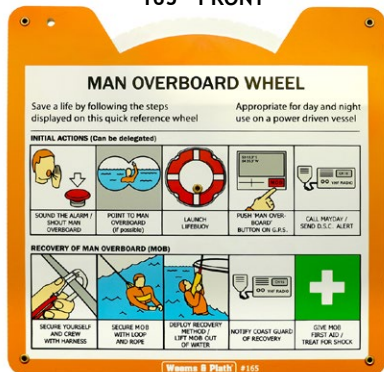 165 - FRONT
MAN OVERBOARD WHEEL
Save a life by following the steps
displayed on this quick reference wheel
Appropriate for day and night
use on a power driven vessel
INITIAL ACTIONS (Can be delegated)
SOUND THE ALARM /
SHOUT MAN
OVERBOARD
POINT TO MAN
OVERBOARD
(if possible)
LAUNCH
LIFEBUOY
PUSH 'MAN OVER-
BOARD'
BUTTON ON G.P.S.
CALL MAYDAY /
SEND D.S.C. ALERT
VHF RADIO
RECOVERY OF MAN OVERBOARD (MOB)
SECURE YOURSELF
AND CREW
WITH HARNESS
SECURE MOB
WITH LOOP
AND ROPE
DEPLOY RECOVERY
METHOD /
LIFT MOB OUT
OF WATER
VHF RADIO
NOTIFY COAST GUARD
OF RECOVERY
GIVE MOB
FIRST AID /
TREAT FOR SHOCK
Weems & Plath #165